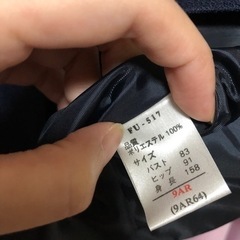 FU-517
品質
ポリエステル 100%
サイズ
バスト 83
ヒップ 91
身長 158
9AR
(9AR64)